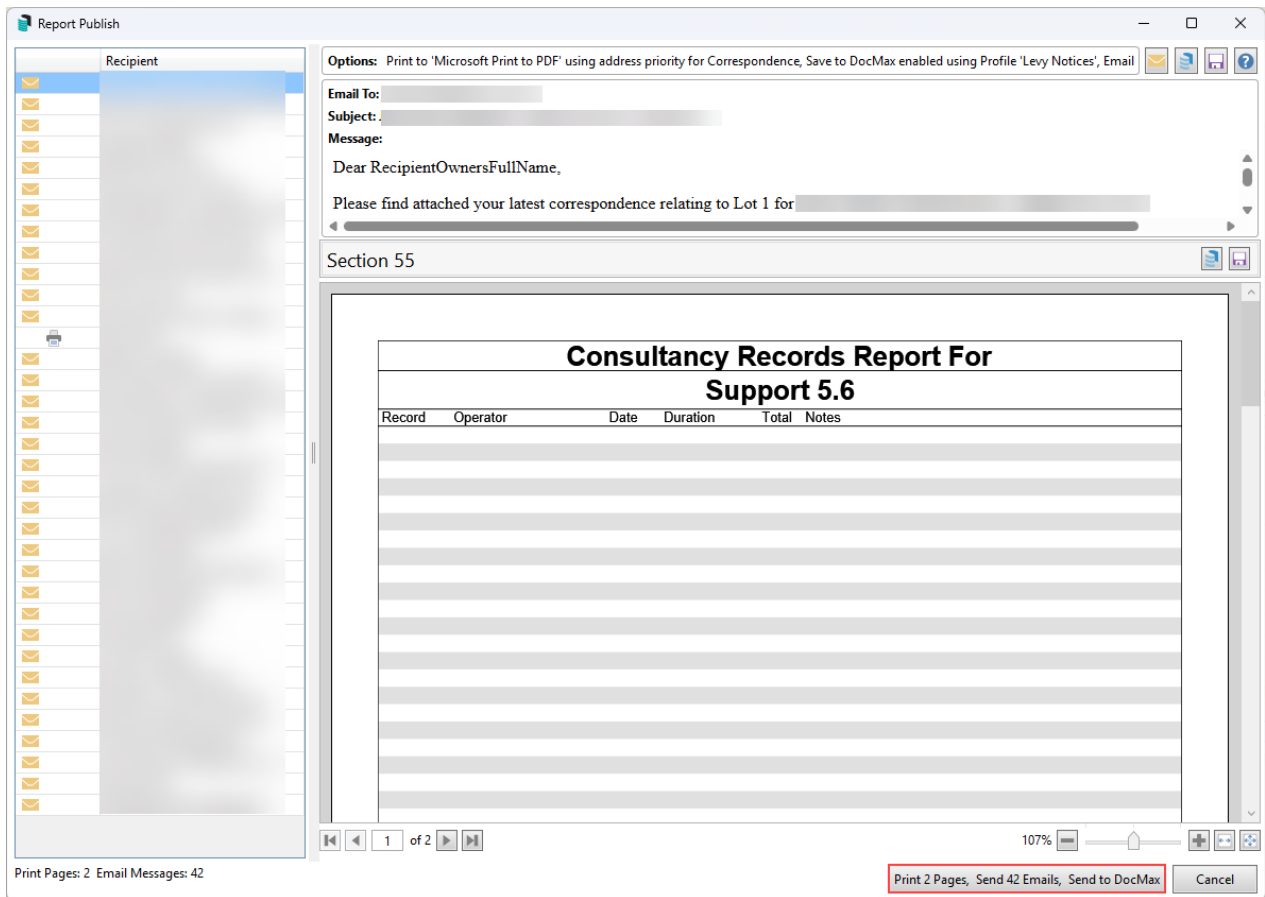 Report Publish
Recipient
Options: Print to 'Microsoft Print to PDF' using address priority for Correspondence, Save to DocMax enabled using Profile 'Levy Notices', Email
Email To:
Subject:
Message:
Dear RecipientOwnersFullName,
Please find attached your latest correspondence relating to Lot 1 for
Section 55
Consultancy Records Report For
Support 5.6
Record Operator Date Duration Total Notes
1 of 2
107%
Print Pages: 2 Email Messages: 42
Print 2 Pages, Send 42 Emails, Send to DocMax
Cancel